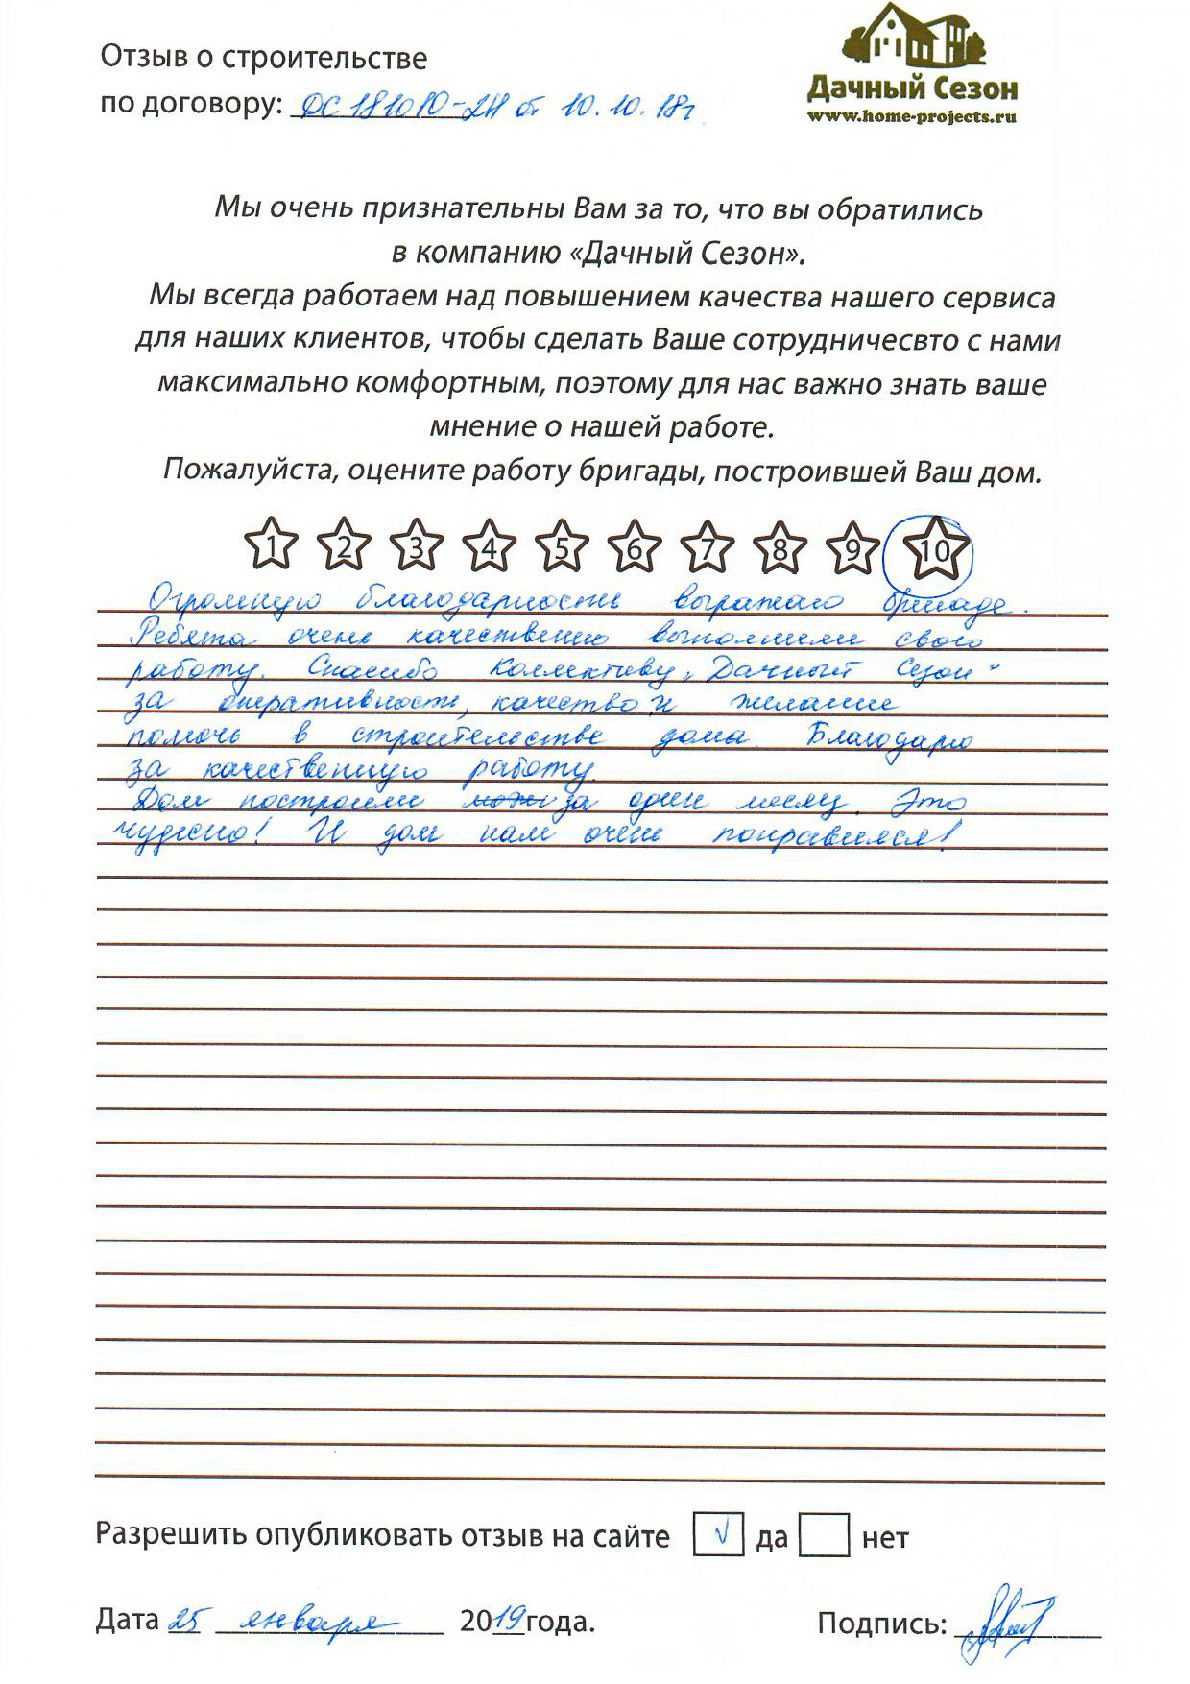 Отзыв о строительстве
Дачный Сезон
по договору: ДС 181010-2Н от 10.10.18г
www.home-projects.ru
Мы очень признательны Вам за то, что вы обратились
в компанию «Дачный Сезон».
Мы всегда работаем над повышением качества нашего сервиса
для наших клиентов, чтобы сделать Ваше сотрудничесвто с нами
максимально комфортным, поэтому для нас важно знать ваше
мнение о нашей работе.
Пожалуйста, оцените работу бригады, построившей Ваш дом.
1 2 3 4 5 6 7 8 9 10
Огромную благодарность выражаю бригаде.
Ребята очень качественно выполнили свою
работу. Спасибо коллективу „Дачный Сезон"
за оперативность, качество и желание
помочь в строительстве дома. Благодарю
за качественную работу.
Дом построили за один месяц. Это
чудесно! И дом нам очень понравился!
Разрешить опубликовать отзыв на сайте √ да нет
Дата 25 января 2019 года. Подпись: